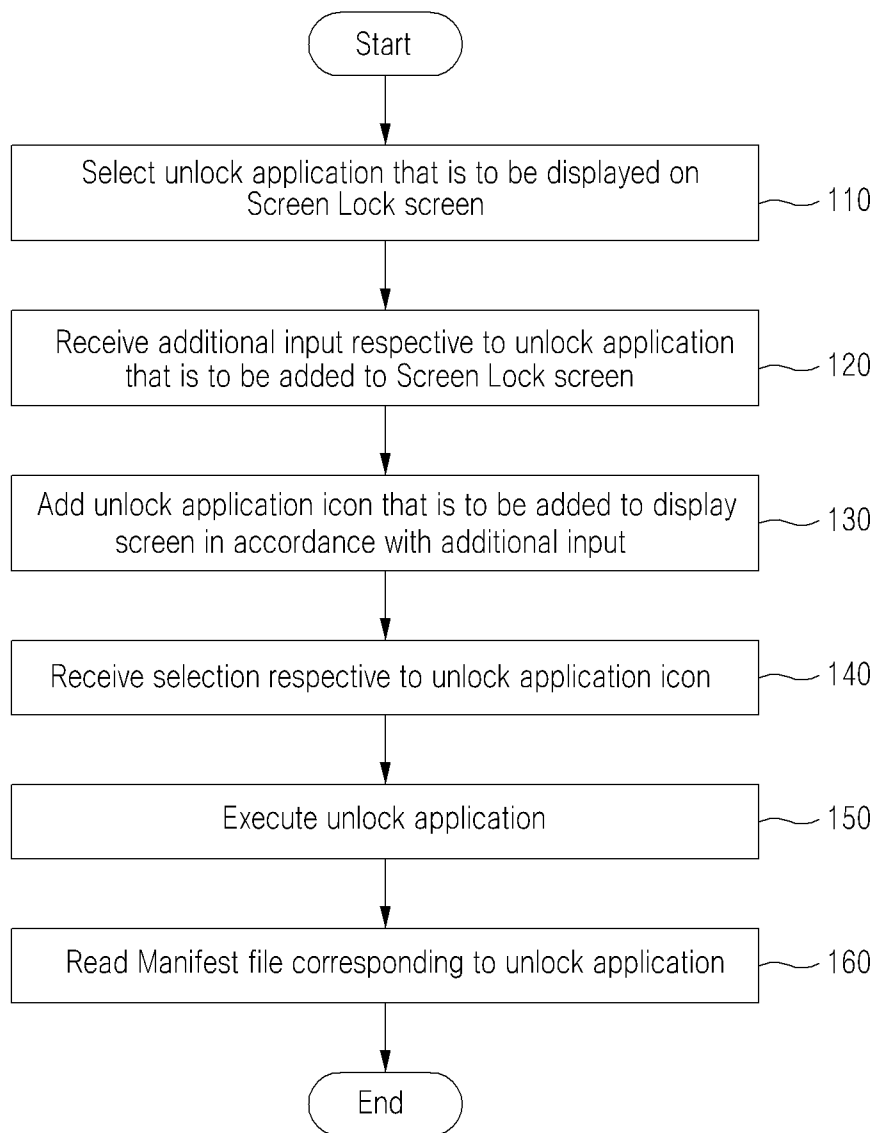 Start
Select unlock application that is to be displayed on
Screen Lock screen
110
Receive additional input respective to unlock application
that is to be added to Screen Lock screen
120
Add unlock application icon that is to be added to display
screen in accordance with additional input
130
Receive selection respective to unlock application icon
140
Execute unlock application
150
Read Manifest file corresponding to unlock application
160
End